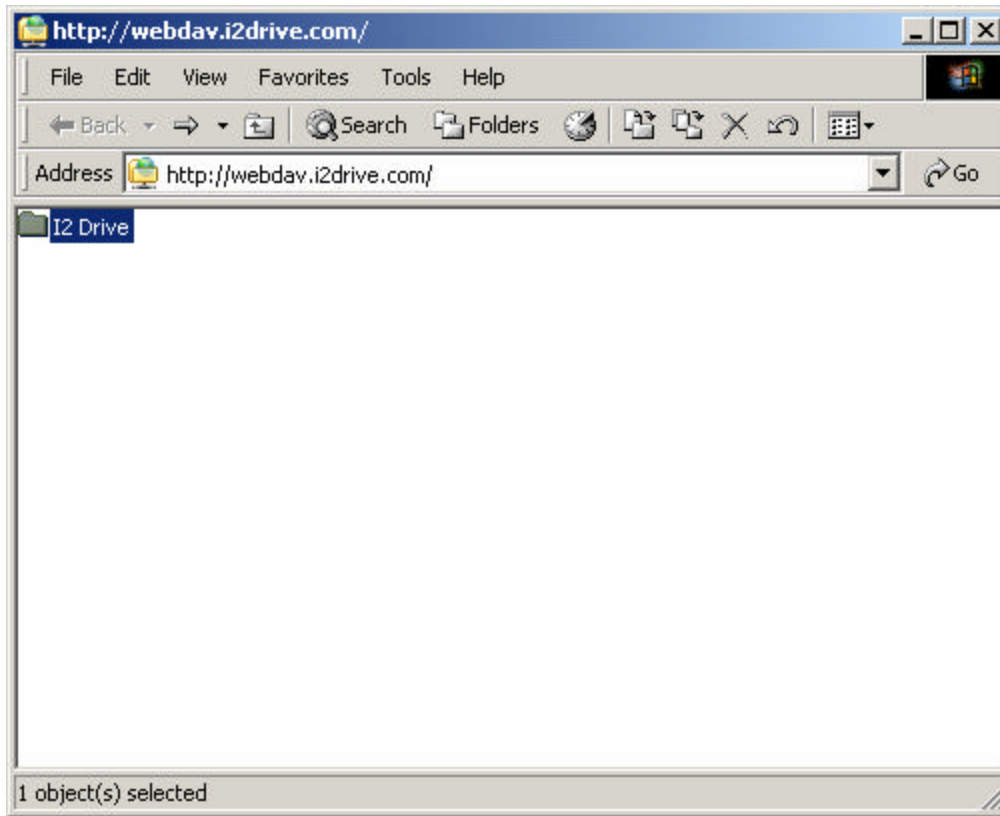 http://webdav.i2drive.com/
File Edit View Favorites Tools Help
Back Search Folders
Address http://webdav.i2drive.com/ Go
I2 Drive
1 object(s) selected